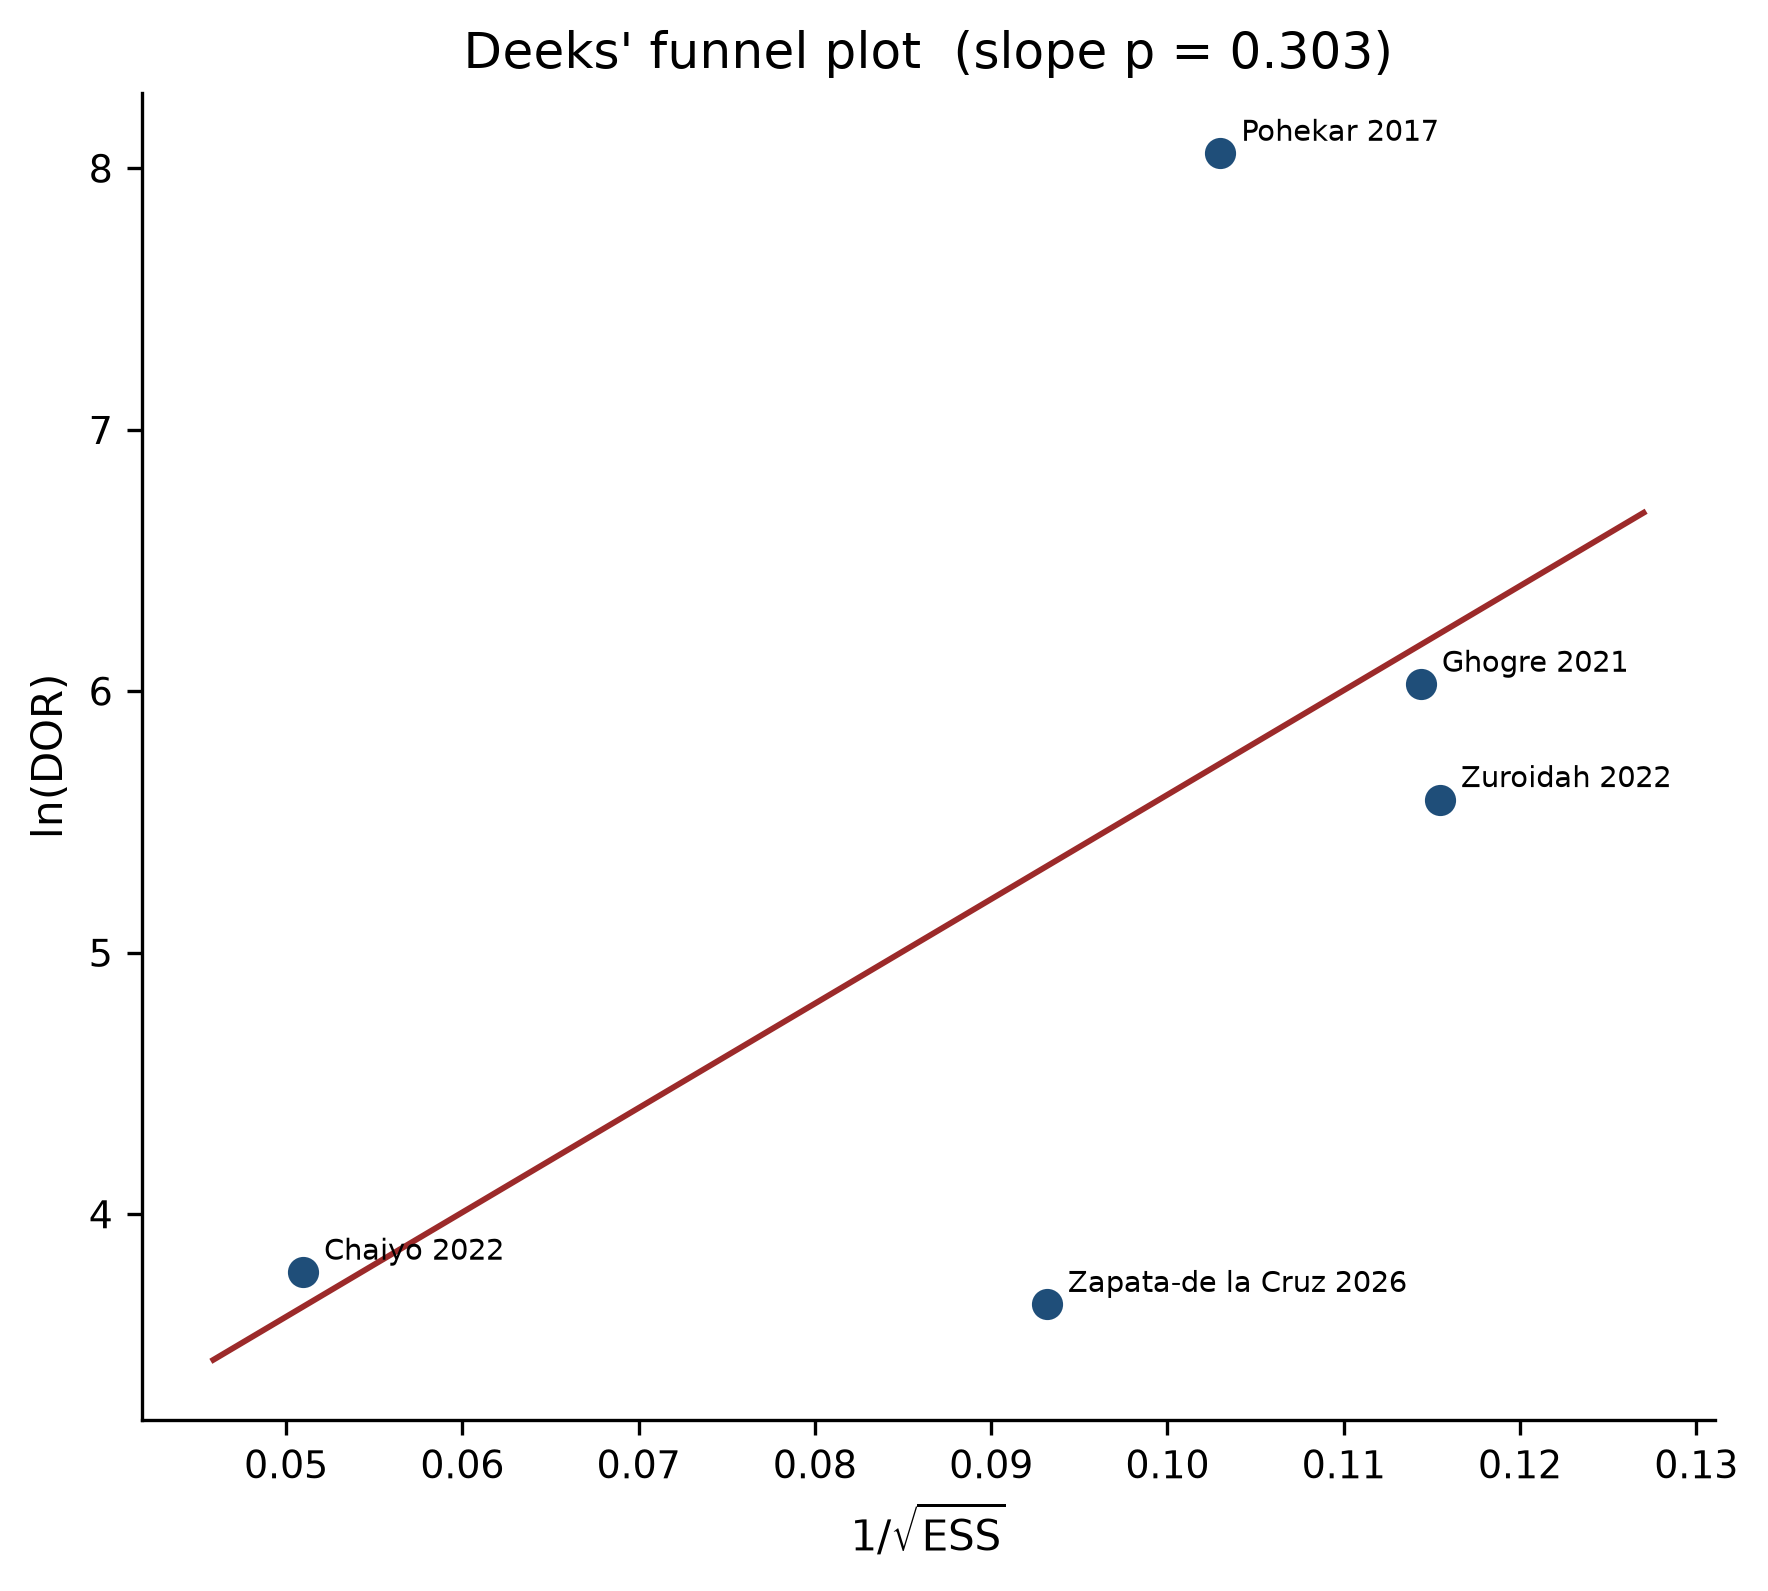 Deeks' funnel plot  (slope p = 0.303)
Pohekar 2017
8
7
Ghogre 2021
6
Zuroidah 2022
ln(DOR)
5
4
Chaiyo 2022
Zapata-de la Cruz 2026
0.05 0.06 0.07 0.08 0.09 0.10 0.11 0.12 0.13
1/√ESS